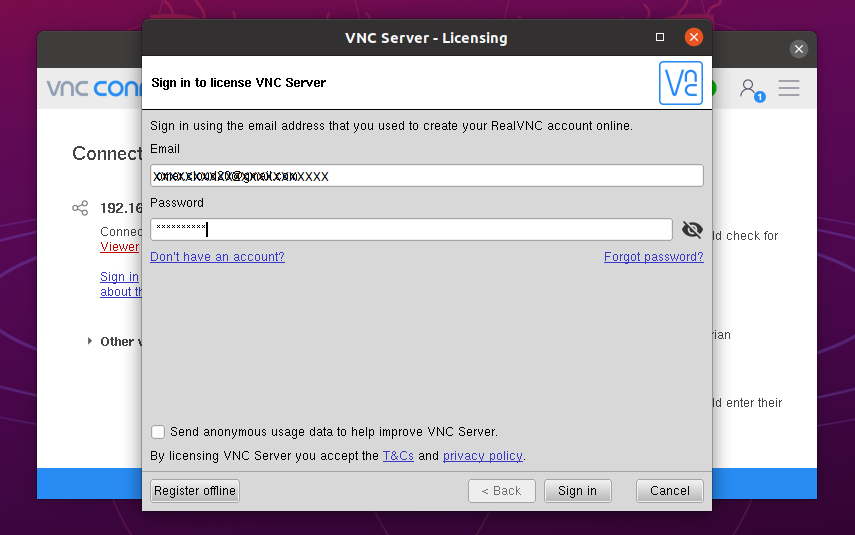 VNC Server - Licensing
vnc con
1
Sign in to license VNC Server
Sign in using the email address that you used to create your RealVNC account online.
Connect
Email
192.16
Password
Connec
Viewer
**********
ld check for
Don't have an account?
Forgot password?
Sign in
about th
Other v
rian
ld enter their
Send anonymous usage data to help improve VNC Server.
By licensing VNC Server you accept the T&Cs and privacy policy.
Register offline
< Back
Sign in
Cancel